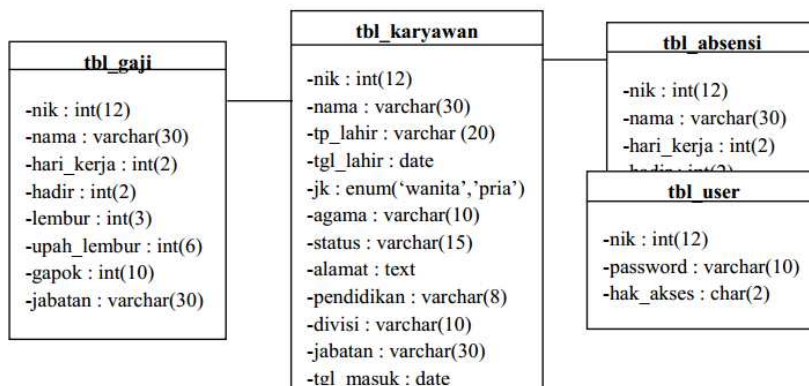 tbl_gaji
-nik : int(12)
-nama : varchar(30)
-hari_kerja : int(2)
-hadir : int(2)
-lembur : int(3)
-upah_lembur : int(6)
-gapok : int(10)
-jabatan : varchar(30)
tbl_karyawan
-nik : int(12)
-nama : varchar(30)
-tp_lahir : varchar (20)
-tgl_lahir : date
-jk : enum(‘wanita’,’pria’)
-agama : varchar(10)
-status : varchar(15)
-alamat : text
-pendidikan : varchar(8)
-divisi : varchar(10)
-jabatan : varchar(30)
-tgl_masuk : date
tbl_absensi
-nik : int(12)
-nama : varchar(30)
-hari_kerja : int(2)
-hadir : int(2)
tbl_user
-nik : int(12)
-password : varchar(10)
-hak_akses : char(2)